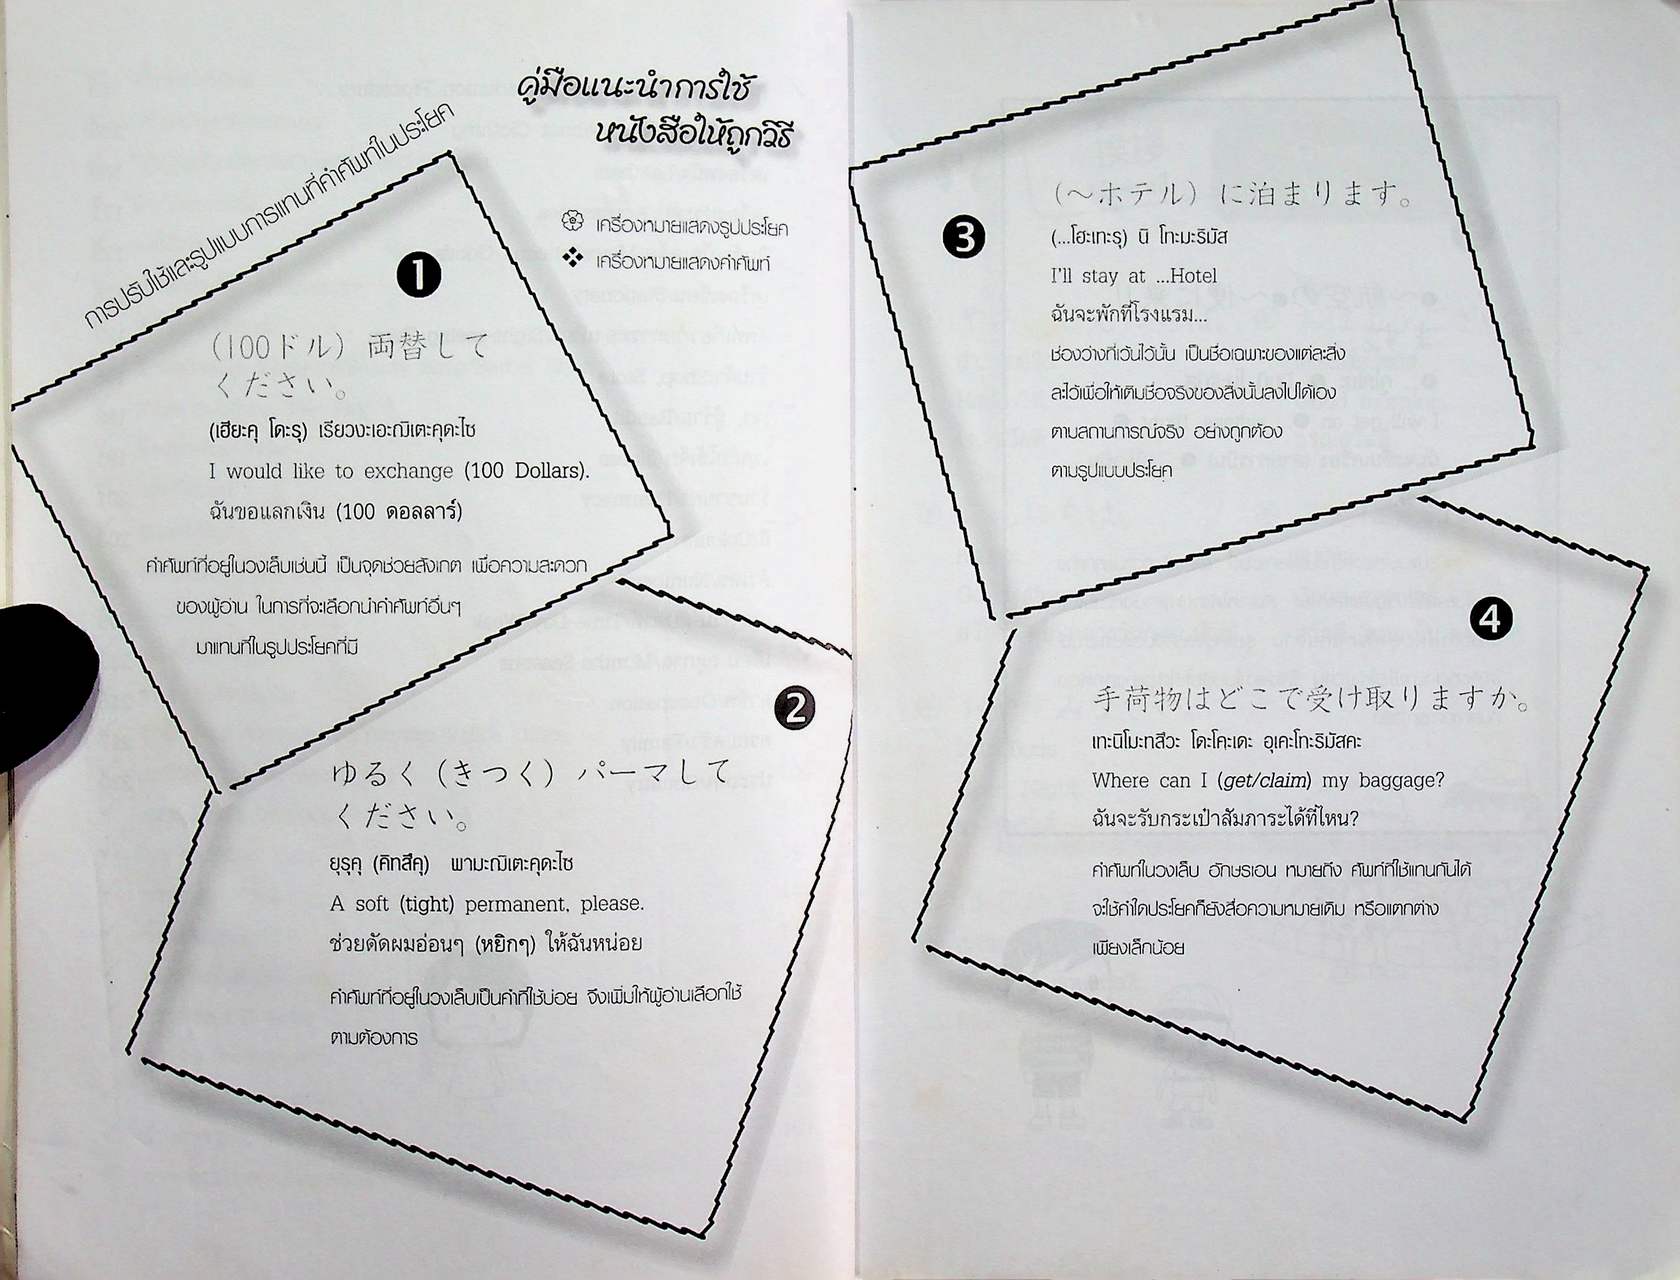 คู่มือแนะนำการใช้
หนังสือให้ถูกวิธี
❖ เครื่องหมายแสดงรูปประโยค
❖ เครื่องหมายแสดงคำศัพท์
การปรับใช้และรูปแบบการแทนที่คำศัพท์ในประโยค
1
(100ドル) 両替して
ください。
(เฮียะคุ โดะรุ) เรียวงะเอะฌิเตะคุดะไซ
I would like to exchange (100 Dollars).
ฉันขอแลกเงิน (100 ดอลลาร์)
คำศัพท์ที่อยู่ในวงเล็บเช่นนี้ เป็นจุดช่วยสังเกต เพื่อความสะดวก
ของผู้อ่าน ในการที่จะเลือกนำคำศัพท์อื่นๆ
มาแทนที่ในรูปประโยคที่มี
2
ゆるく (きつく) パーマして
ください。
ยุรุคุ (คิทสึคุ) พามะฌิเตะคุดะไซ
A soft (tight) permanent, please.
ช่วยดัดผมอ่อนๆ (หยิกๆ) ให้ฉันหน่อย
คำศัพท์ที่อยู่ในวงเล็บเป็นคำที่ใช้บ่อย จึงเพิ่มให้ผู้อ่านเลือกใช้
ตามต้องการ
3
(～ホテル) に泊まります。
(...โฮะเทะรุ) นิ โทะมะริมัส
I'll stay at ...Hotel
ฉันจะพักที่โรงแรม...
ช่องว่างที่เว้นไว้นั้น เป็นชื่อเฉพาะของแต่ละสิ่ง
ละไว้เพื่อให้เติมชื่อจริงของสิ่งนั้นลงไปได้เอง
ตามสถานการณ์จริง อย่างถูกต้อง
ตามรูปแบบประโยค
4
手荷物はどこで受け取りますか。
เทะนิโมะทสึวะ โดะโคะเดะ อุเคะโทะริมัสคะ
Where can I (get/claim) my baggage?
ฉันจะรับกระเป๋าสัมภาระได้ที่ไหน?
คำศัพท์ในวงเล็บ อักษรเอน หมายถึง ศัพท์ที่ใช้แทนกันได้
จะใช้คำใดประโยคก็ยังสื่อความหมายเดิม หรือแตกต่าง
เพียงเล็กน้อย